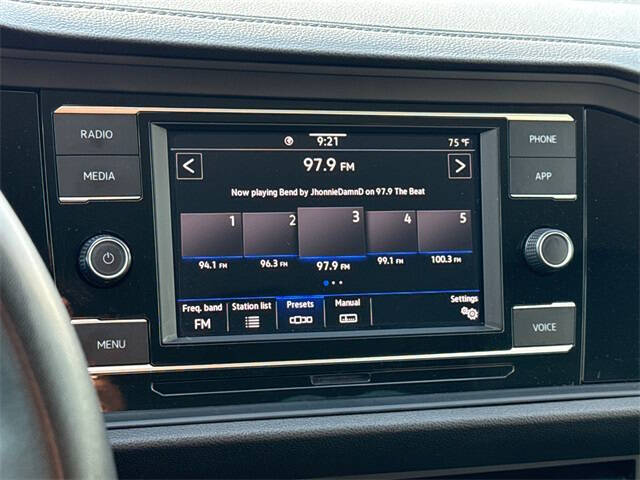 RADIO
MEDIA
MENU
9:21
75 °F
97.9 FM
Now playing Bend by JhonnieDamnD on 97.9 The Beat
1 2 3 4 5
94.1 FM 96.3 FM 97.9 FM 99.1 FM 100.3 FM
Freq. band Station list Presets Manual Settings
FM
PHONE
APP
VOICE